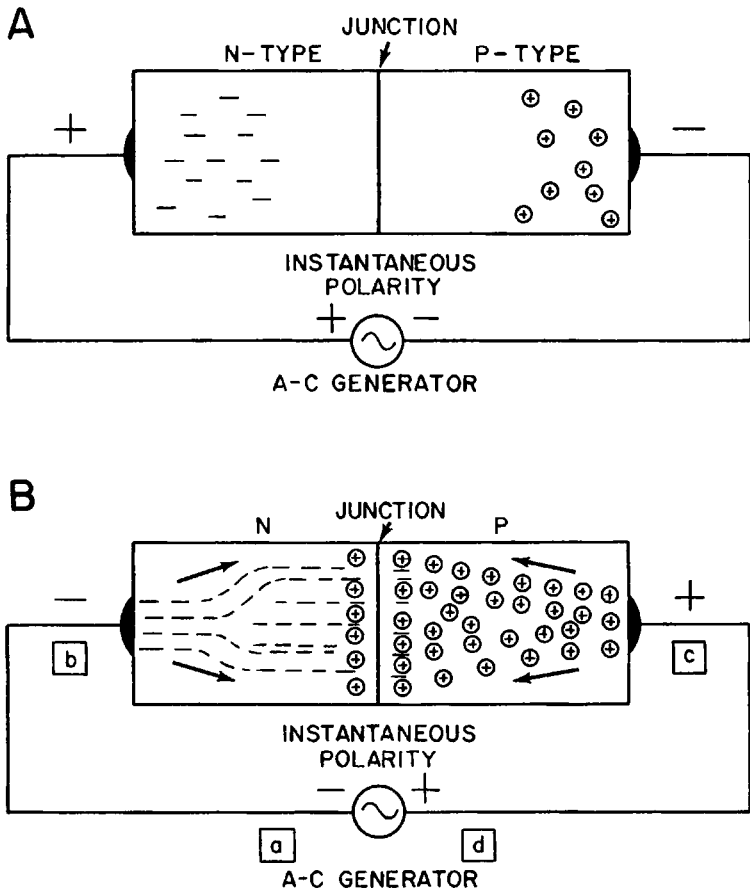 A
JUNCTION
N-TYPE P-TYPE
+ −
INSTANTANEOUS
POLARITY
+ −
A-C GENERATOR
B
JUNCTION
N P
− +
b c
INSTANTANEOUS
POLARITY
− +
a d
A-C GENERATOR